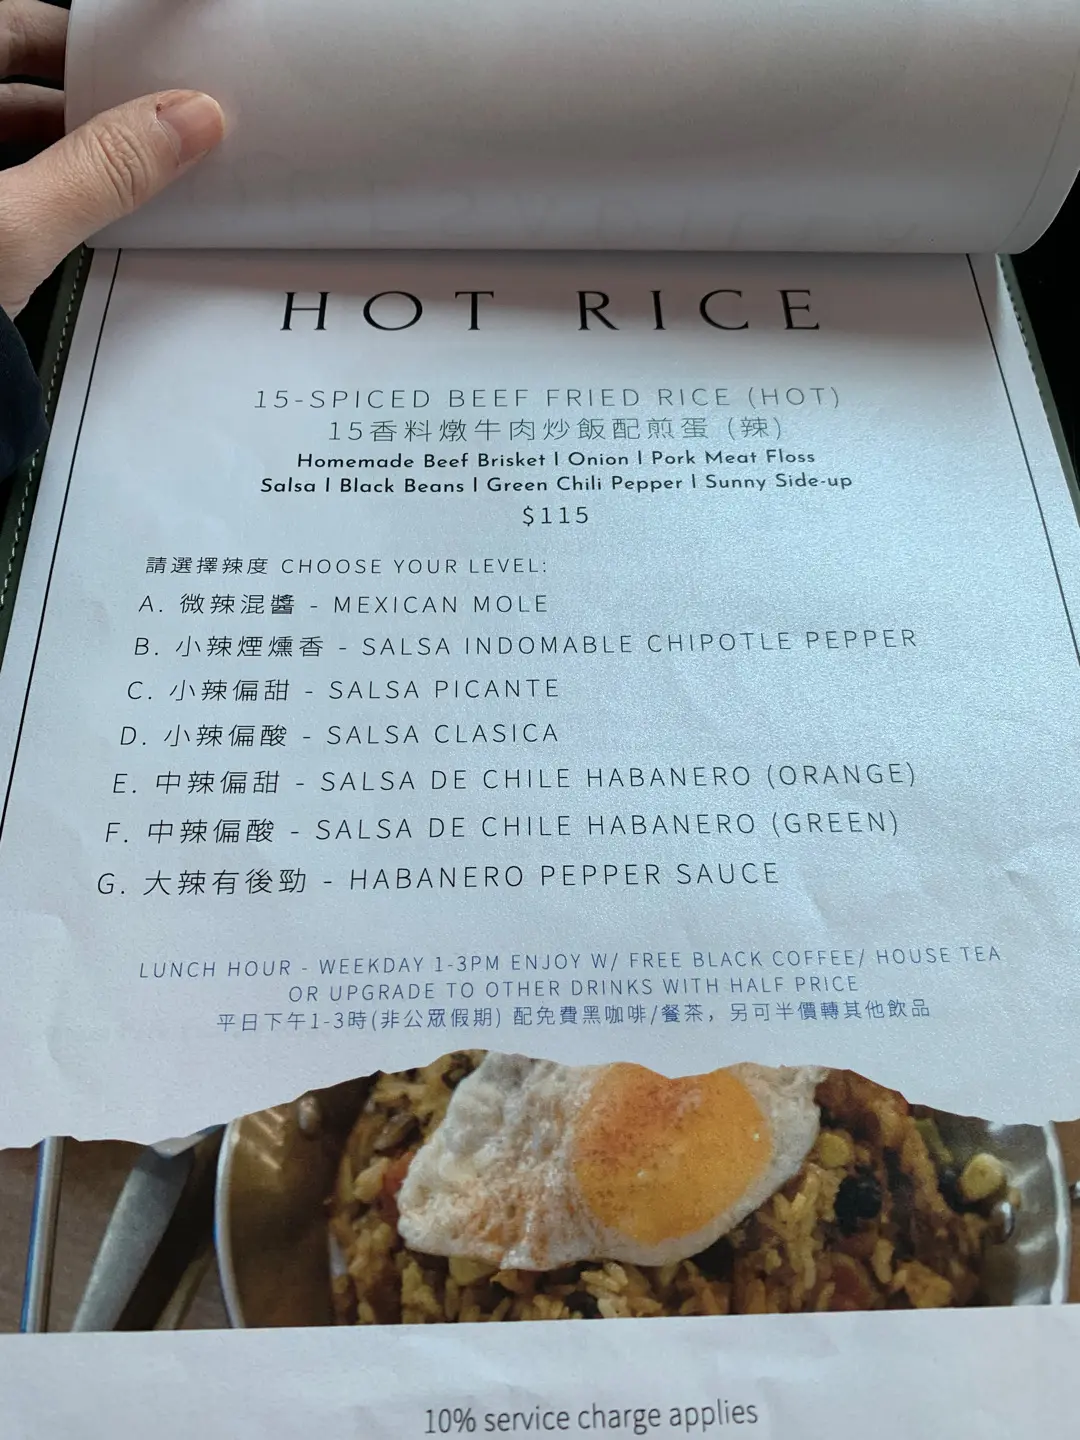 HOT RICE
15-SPICED BEEF FRIED RICE (HOT)
15香料燉牛肉炒飯配煎蛋 (辣)
Homemade Beef Brisket | Onion | Pork Meat Floss
Salsa | Black Beans | Green Chili Pepper | Sunny Side-up
$115
請選擇辣度 CHOOSE YOUR LEVEL:
A. 微辣混醬 - MEXICAN MOLE
B. 小辣煙燻香 - SALSA INDOMABLE CHIPOTLE PEPPER
C. 小辣偏甜 - SALSA PICANTE
D. 小辣偏酸 - SALSA CLASICA
E. 中辣偏甜 - SALSA DE CHILE HABANERO (ORANGE)
F. 中辣偏酸 - SALSA DE CHILE HABANERO (GREEN)
G. 大辣有後勁 - HABANERO PEPPER SAUCE
LUNCH HOUR - WEEKDAY 1-3PM ENJOY W/ FREE BLACK COFFEE/ HOUSE TEA
OR UPGRADE TO OTHER DRINKS WITH HALF PRICE
平日下午1-3時(非公眾假期) 配免費黑咖啡/餐茶，另可半價轉其他飲品
10% service charge applies